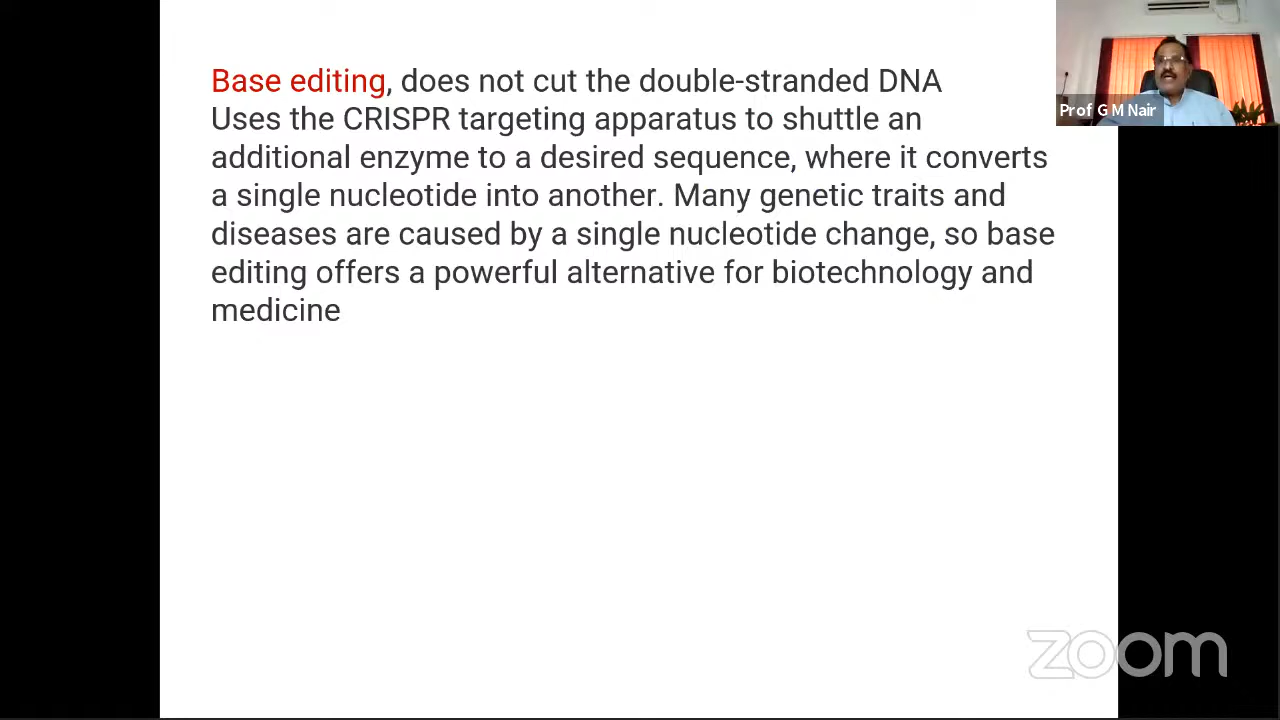 Base editing, does not cut the double-stranded DNA
Uses the CRISPR targeting apparatus to shuttle an
additional enzyme to a desired sequence, where it converts
a single nucleotide into another. Many genetic traits and
diseases are caused by a single nucleotide change, so base
editing offers a powerful alternative for biotechnology and
medicine
Prof G M Nair
zoom